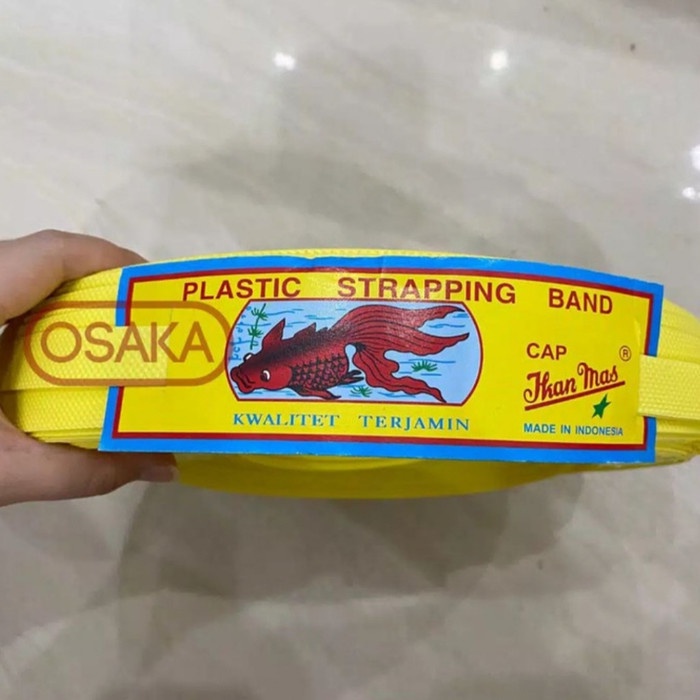 PLASTIC STRAPPING BAND
OSAKA
CAP
Ikan Mas ®
KWALITET TERJAMIN
MADE IN INDONESIA